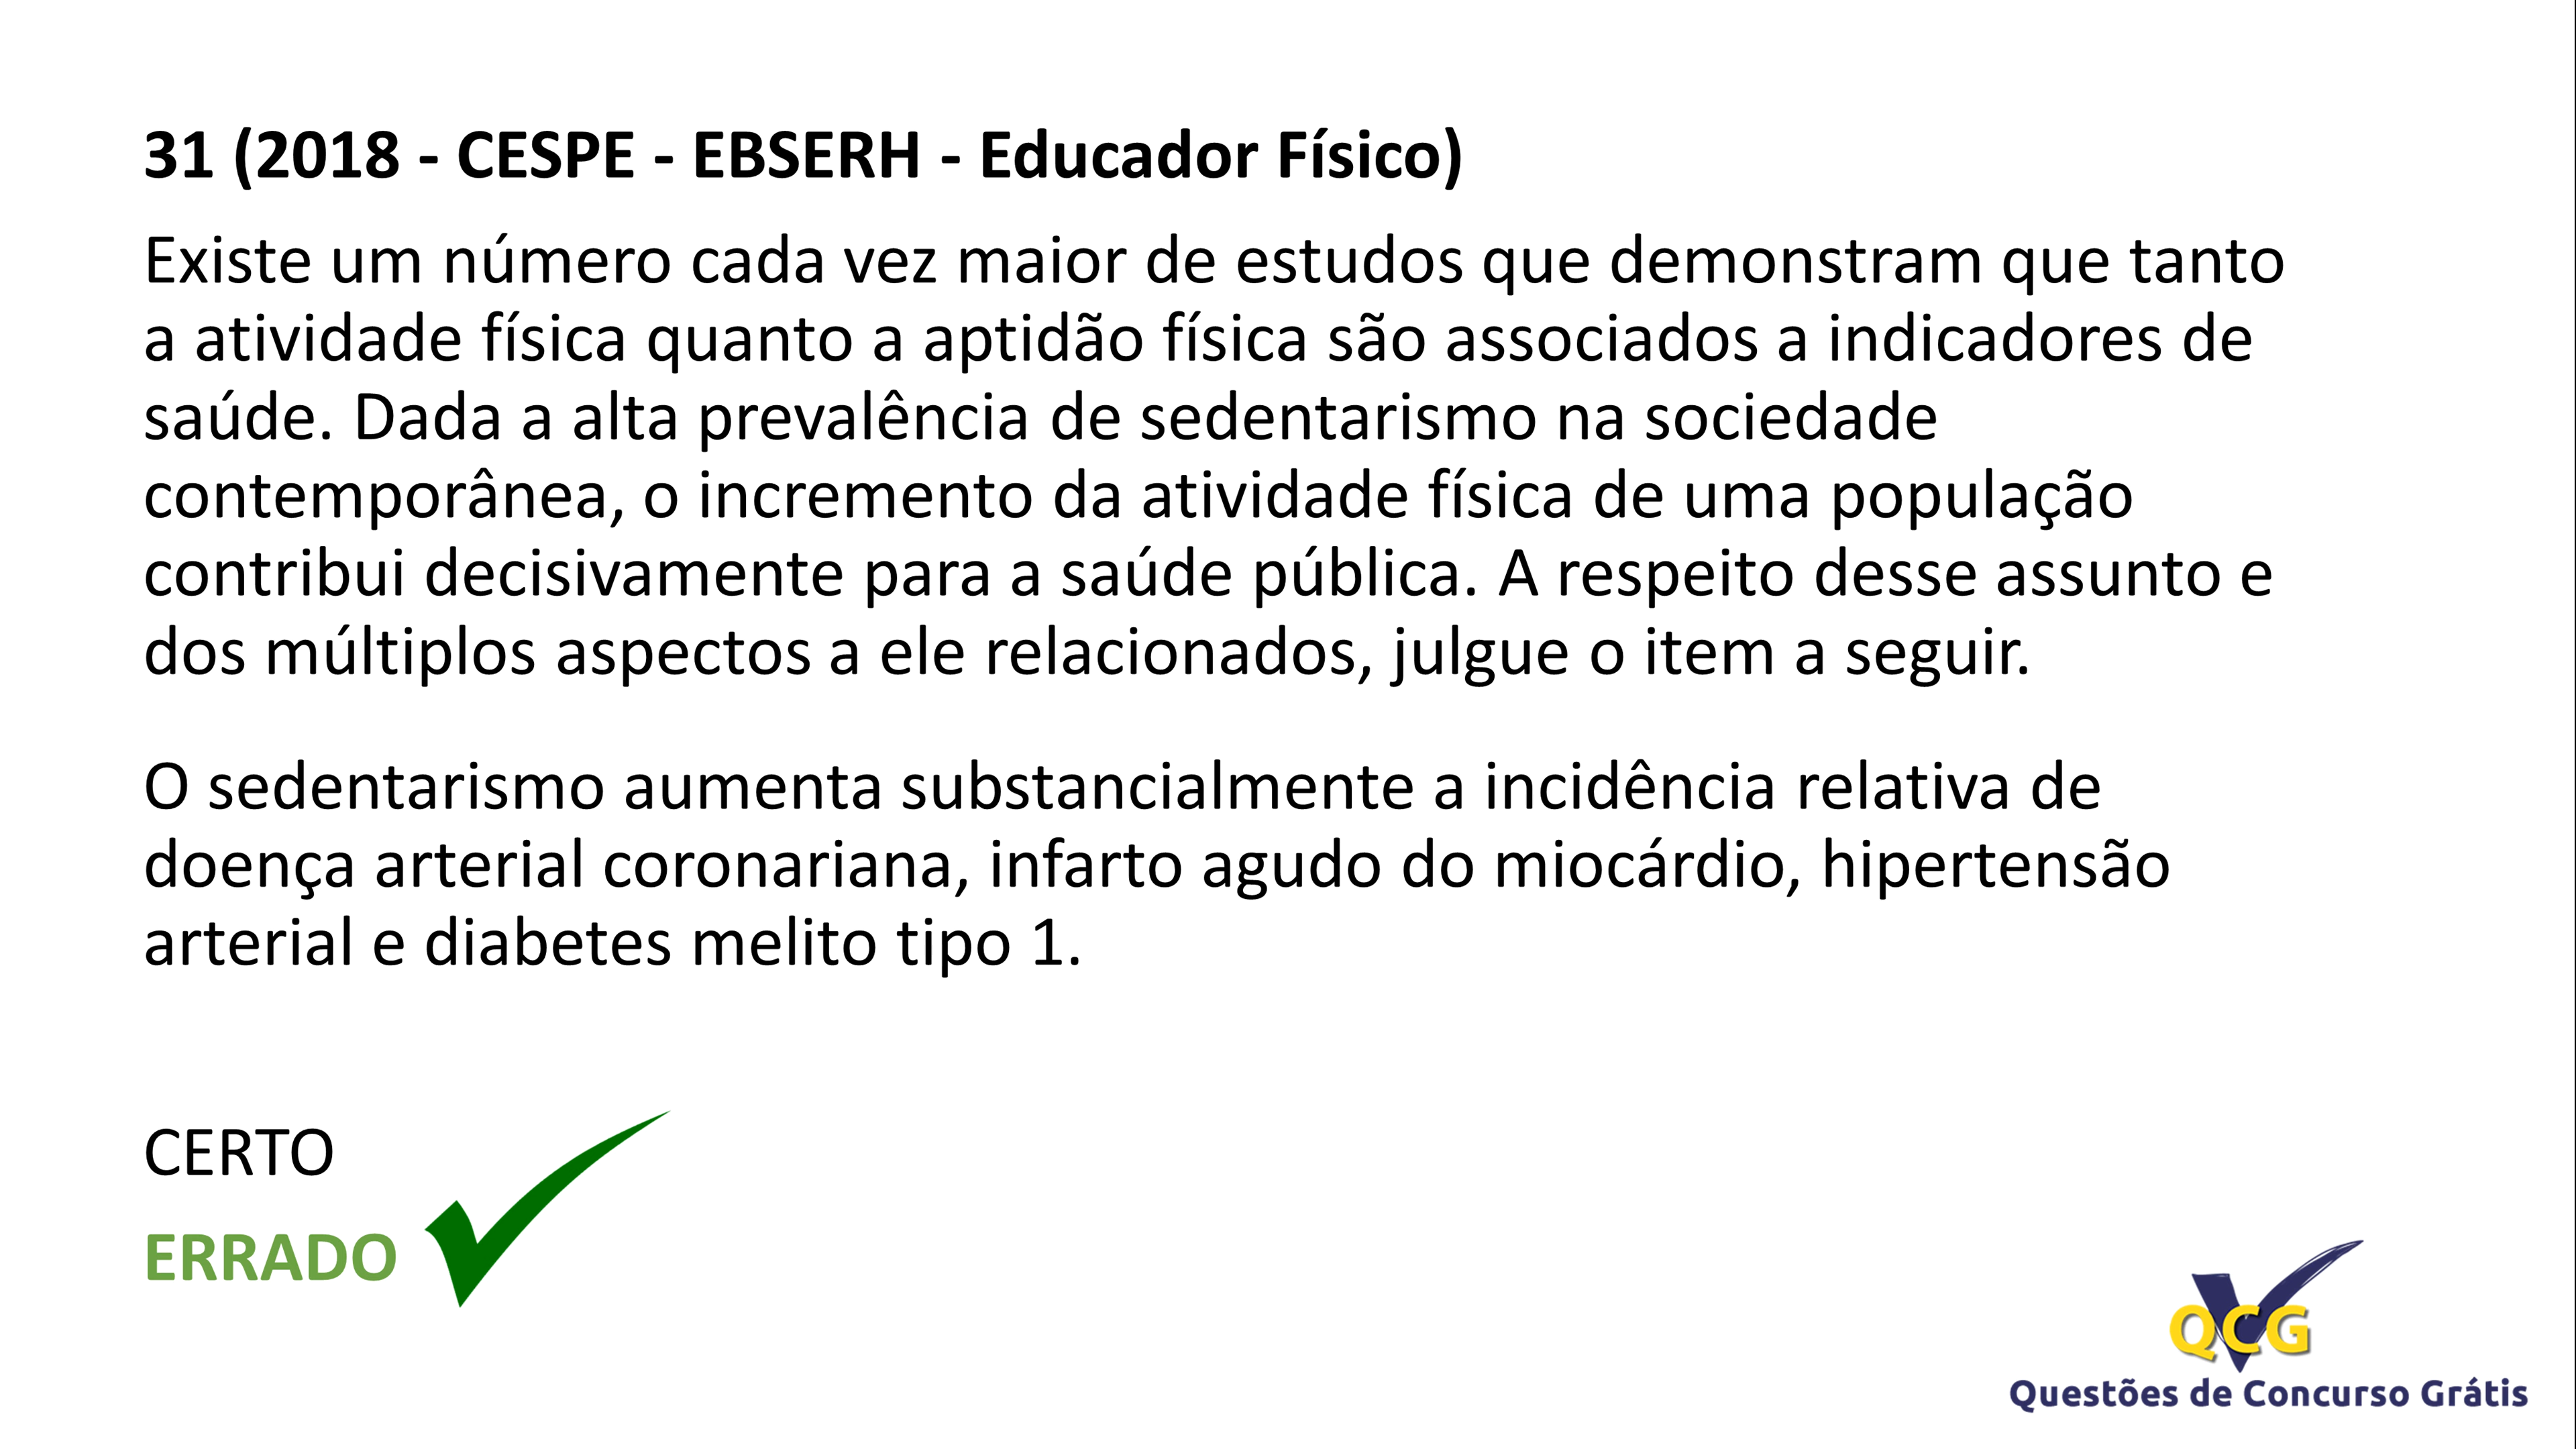 31 (2018 - CESPE - EBSERH - Educador Físico)
Existe um número cada vez maior de estudos que demonstram que tanto
a atividade física quanto a aptidão física são associados a indicadores de
saúde. Dada a alta prevalência de sedentarismo na sociedade
contemporânea, o incremento da atividade física de uma população
contribui decisivamente para a saúde pública. A respeito desse assunto e
dos múltiplos aspectos a ele relacionados, julgue o item a seguir.
O sedentarismo aumenta substancialmente a incidência relativa de
doença arterial coronariana, infarto agudo do miocárdio, hipertensão
arterial e diabetes melito tipo 1.
CERTO
ERRADO
QCG
Questões de Concurso Grátis